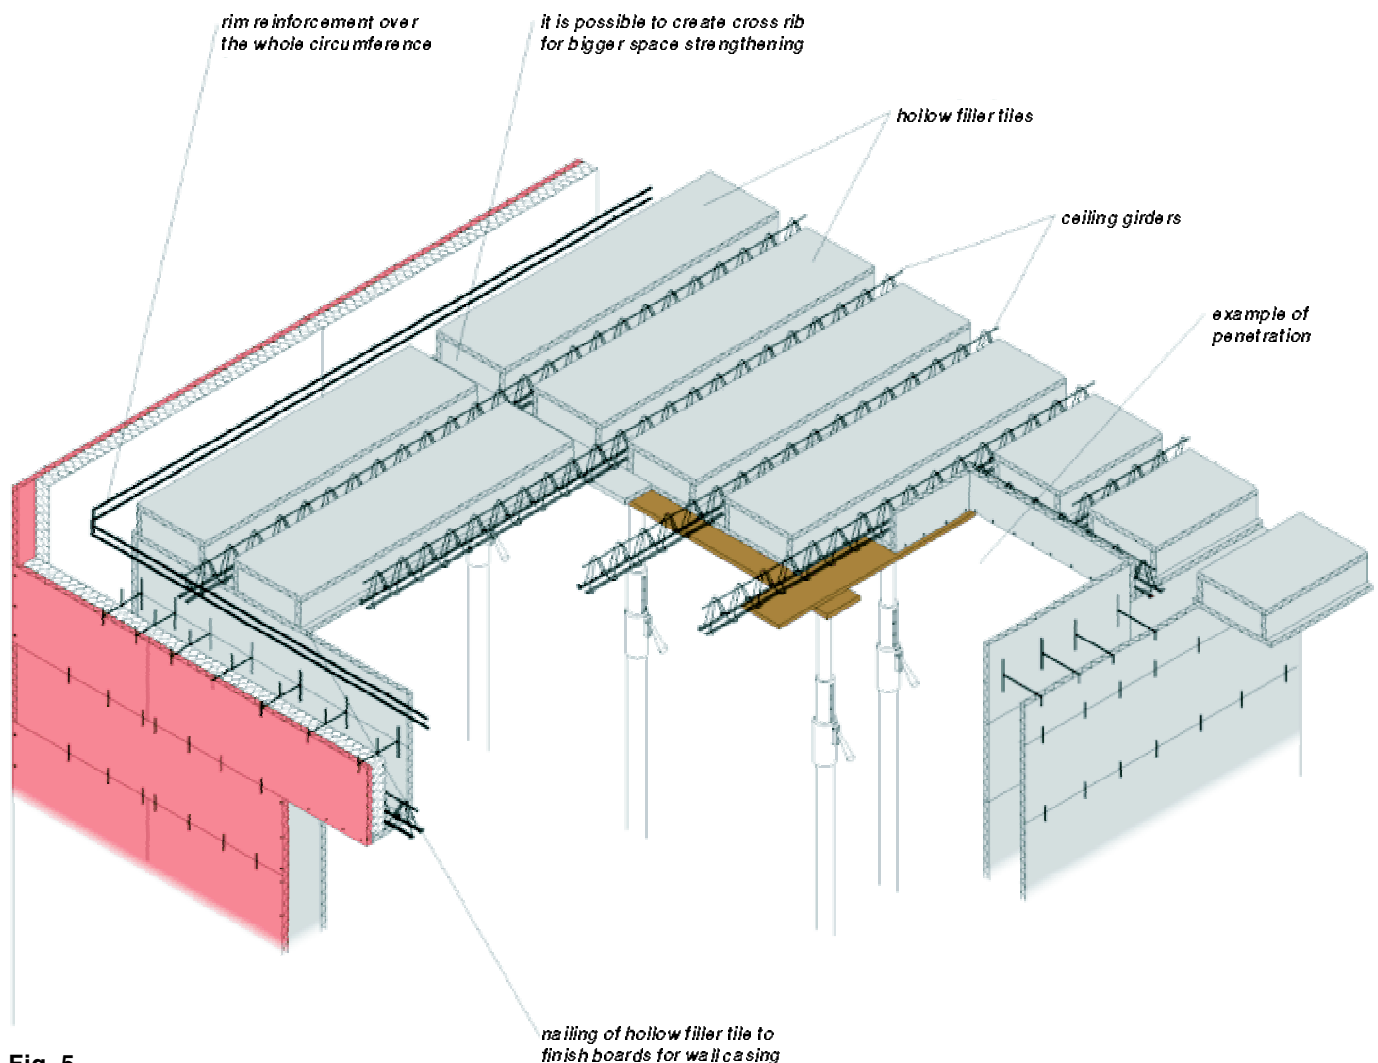 rim reinforcement over
the whole circumference
it is possible to create cross rib
for bigger space strengthening
hollow filler tiles
ceiling girders
example of
penetration
nailing of hollow filler tile to
finish boards for wall casing
Fig. 5